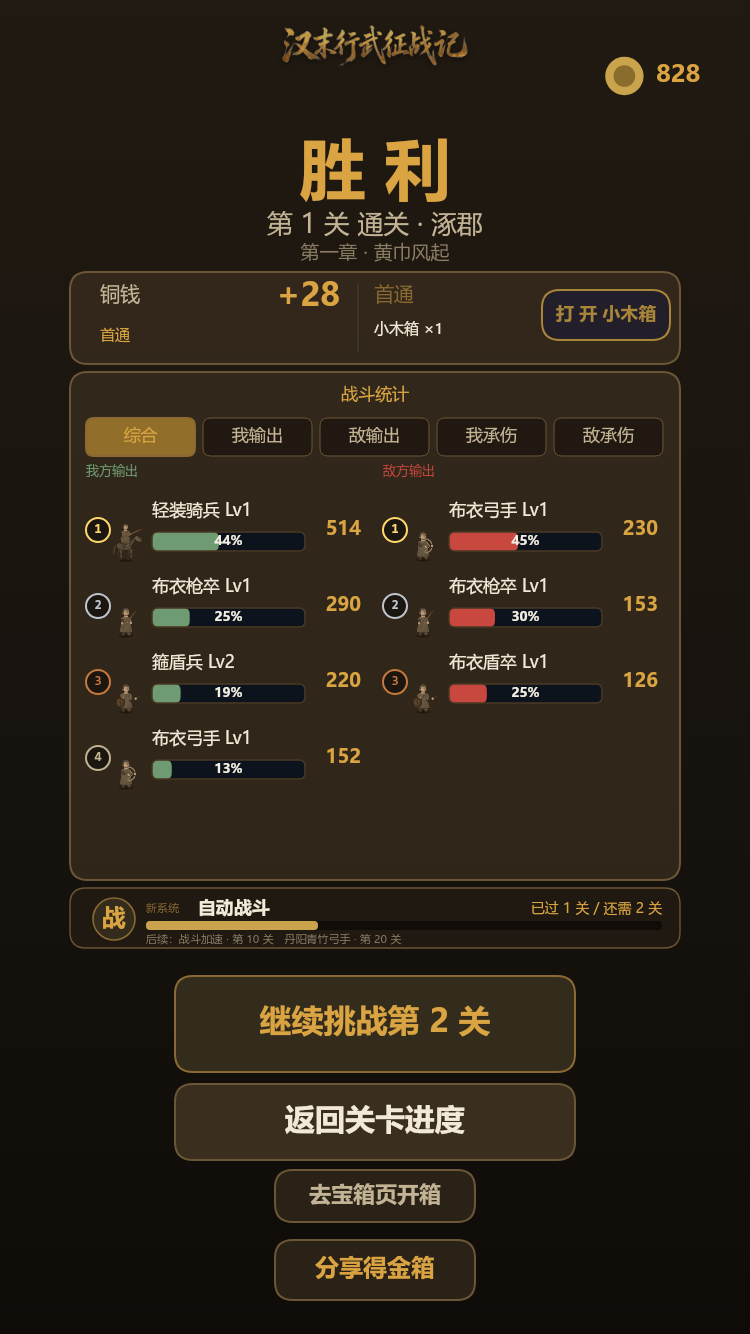 汉末行武征战记
828
胜利
第 1 关 通关 · 涿郡
第一章 · 黄巾风起
铜钱 +28 首通
首通 小木箱 ×1 打 开 小木箱
战斗统计
综合 我输出 敌输出 我承伤 敌承伤
我方输出 敌方输出
轻装骑兵 Lv1 布衣弓手 Lv1
1 44% 514 1 45% 230
布衣枪卒 Lv1 布衣枪卒 Lv1
2 25% 290 2 30% 153
箍盾兵 Lv2 布衣盾卒 Lv1
3 19% 220 3 25% 126
布衣弓手 Lv1
4 13% 152
战 新系统 自动战斗 已过 1 关 / 还需 2 关
后续：战斗加速 · 第 10 关 丹阳青竹弓手 · 第 20 关
继续挑战第 2 关
返回关卡进度
去宝箱页开箱
分享得金箱